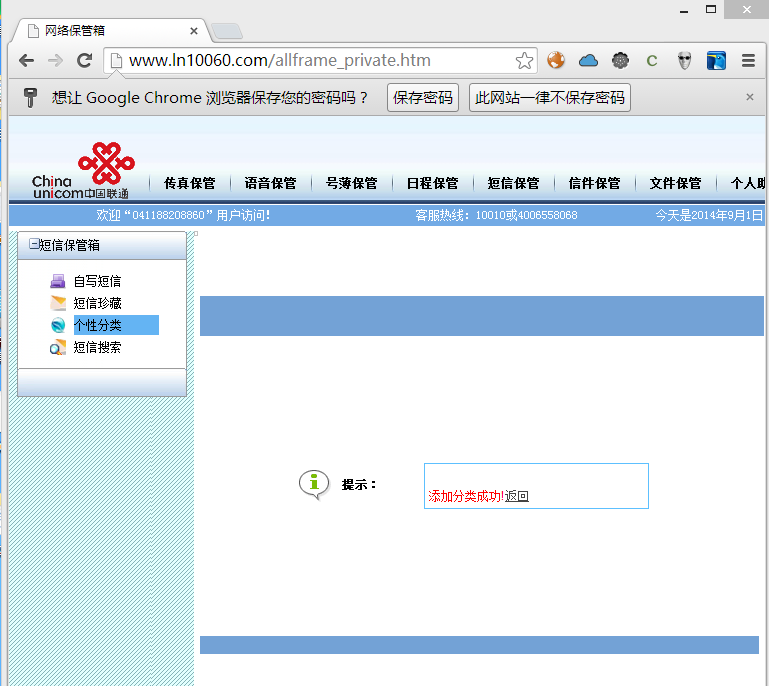 网络保管箱
www.ln10060.com/allframe_private.htm
想让 Google Chrome 浏览器保存您的密码吗？ 保存密码 此网站一律不保存密码
China unicom中国联通
传真保管 语音保管 号薄保管 日程保管 短信保管 信件保管 文件保管 个人助
欢迎“041188208860”用户访问! 客服热线：10010或4006558068 今天是2014年9月1日
短信保管箱
自写短信
短信珍藏
个性分类
短信搜索
提示：
添加分类成功!返回